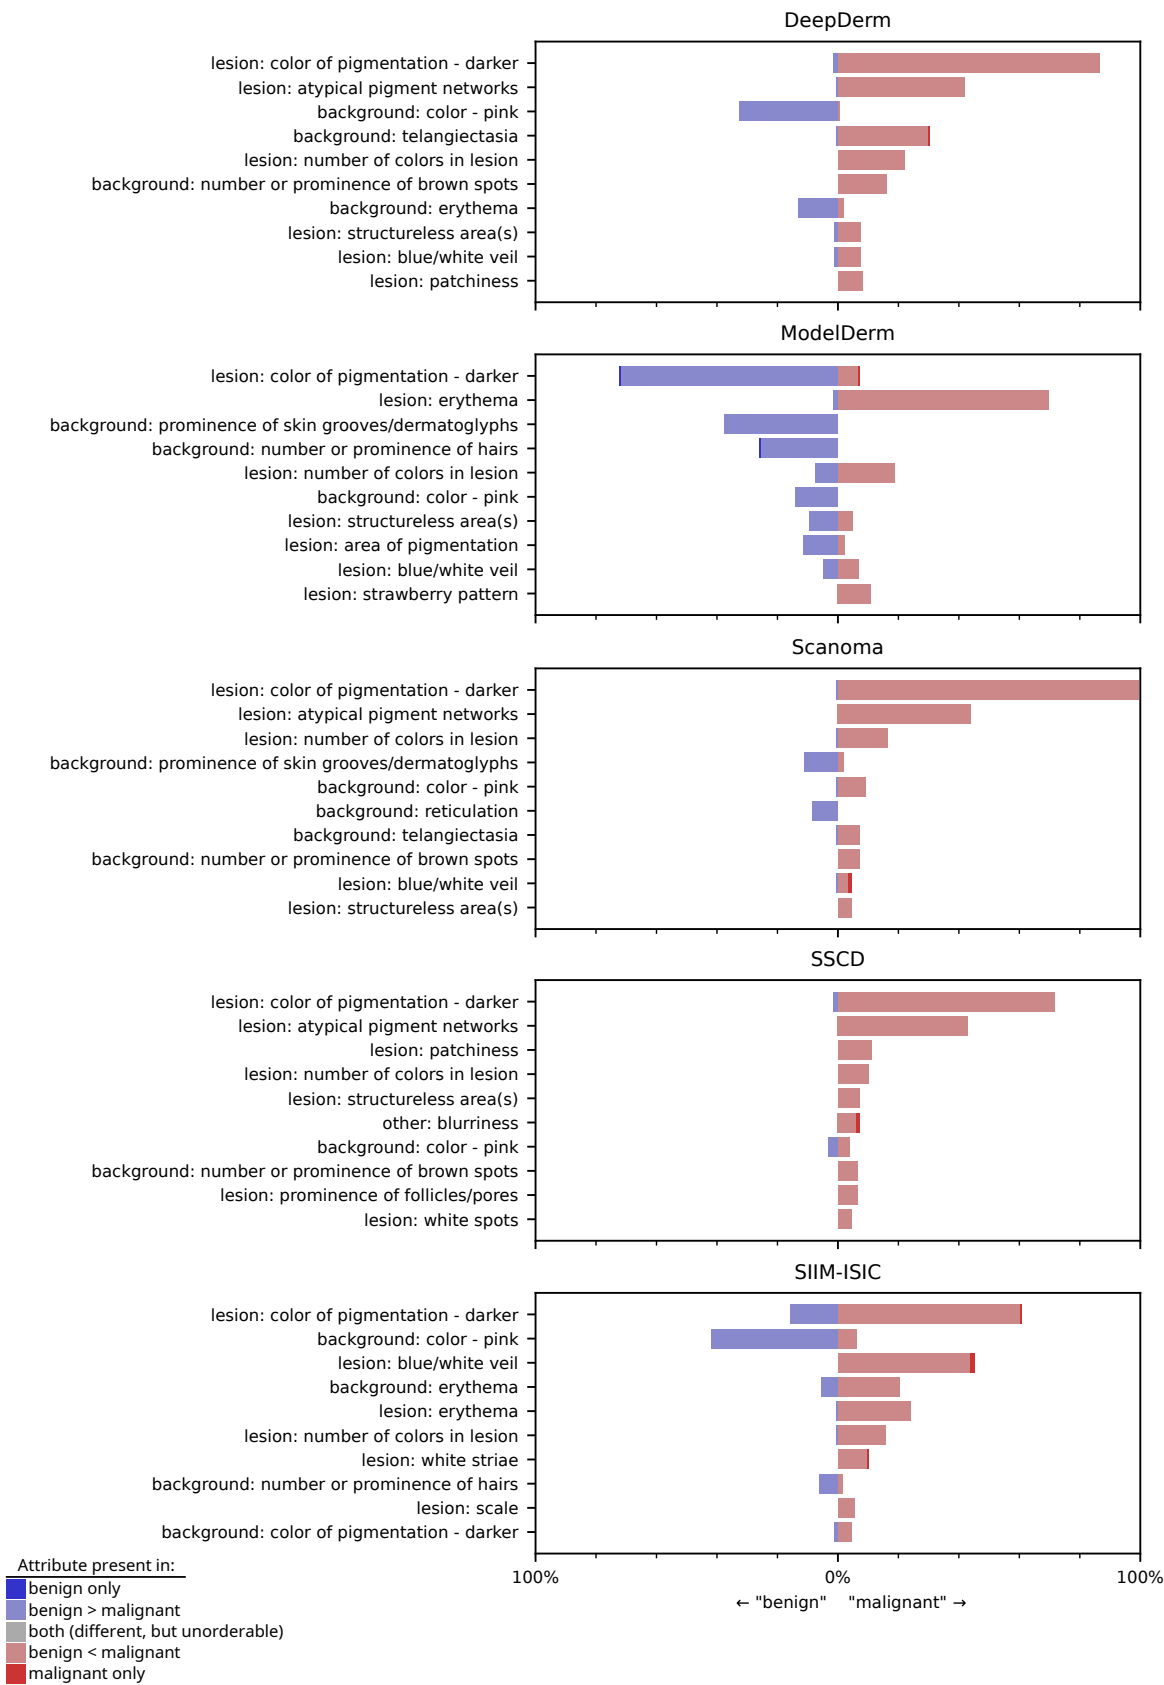 DeepDerm
lesion: color of pigmentation - darker
lesion: atypical pigment networks
background: color - pink
background: telangiectasia
lesion: number of colors in lesion
background: number or prominence of brown spots
background: erythema
lesion: structureless area(s)
lesion: blue/white veil
lesion: patchiness
ModelDerm
lesion: color of pigmentation - darker
lesion: erythema
background: prominence of skin grooves/dermatoglyphs
background: number or prominence of hairs
lesion: number of colors in lesion
background: color - pink
lesion: structureless area(s)
lesion: area of pigmentation
lesion: blue/white veil
lesion: strawberry pattern
Scanoma
lesion: color of pigmentation - darker
lesion: atypical pigment networks
lesion: number of colors in lesion
background: prominence of skin grooves/dermatoglyphs
background: color - pink
background: reticulation
background: telangiectasia
background: number or prominence of brown spots
lesion: blue/white veil
lesion: structureless area(s)
SSCD
lesion: color of pigmentation - darker
lesion: atypical pigment networks
lesion: patchiness
lesion: number of colors in lesion
lesion: structureless area(s)
other: blurriness
background: color - pink
background: number or prominence of brown spots
lesion: prominence of follicles/pores
lesion: white spots
SIIM-ISIC
lesion: color of pigmentation - darker
background: color - pink
lesion: blue/white veil
background: erythema
lesion: erythema
lesion: number of colors in lesion
lesion: white striae
background: number or prominence of hairs
lesion: scale
background: color of pigmentation - darker
100% 0% 100%
← "benign" "malignant" →
Attribute present in:
benign only
benign > malignant
both (different, but unorderable)
benign < malignant
malignant only